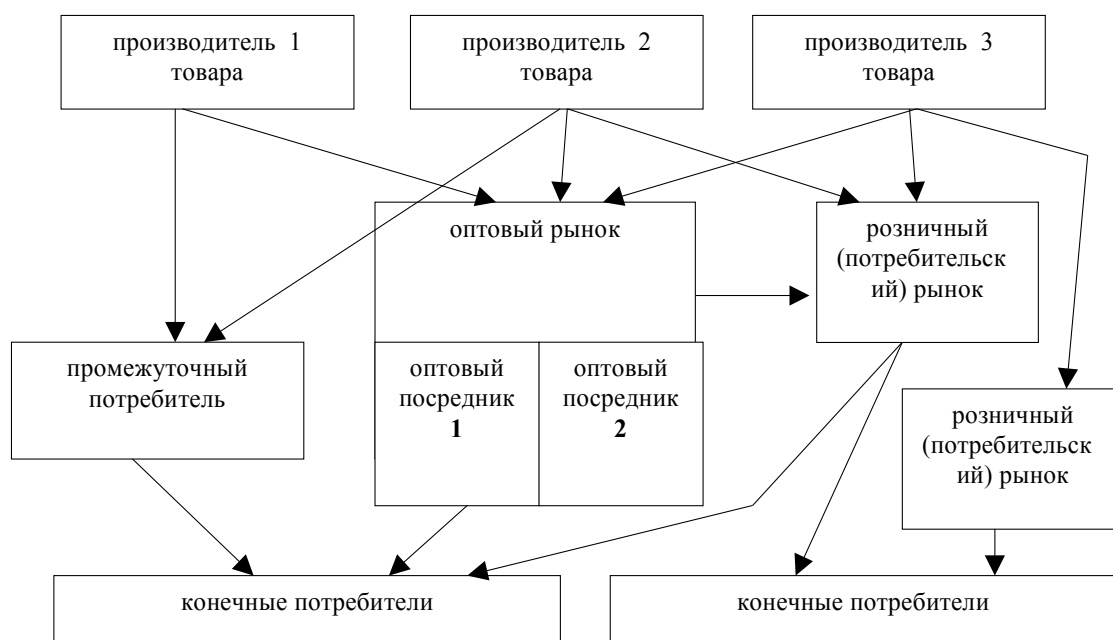 производитель 1
товара
производитель 2
товара
производитель 3
товара
оптовый рынок
розничный
(потребительск
ий) рынок
промежуточный
потребитель
оптовый
посредник
1
оптовый
посредник
2
розничный
(потребительск
ий) рынок
конечные потребители
конечные потребители